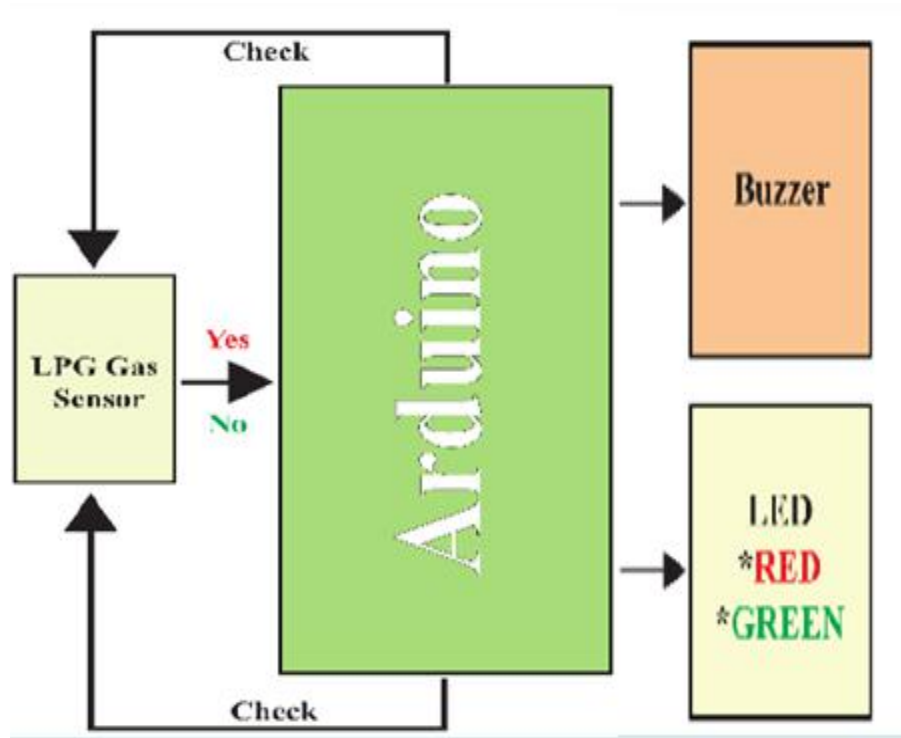 Check
LPG Gas
Sensor
Yes
No
Arduino
Buzzer
LED
*RED
*GREEN
Check